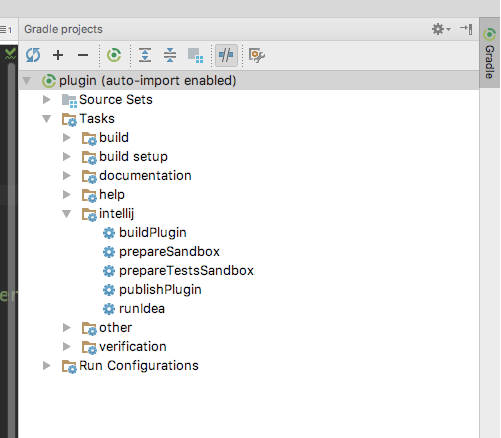 Gradle projects
plugin (auto-import enabled)
Source Sets
Tasks
build
build setup
documentation
help
intellij
buildPlugin
prepareSandbox
prepareTestsSandbox
publishPlugin
runIdea
other
verification
Run Configurations
Gradle